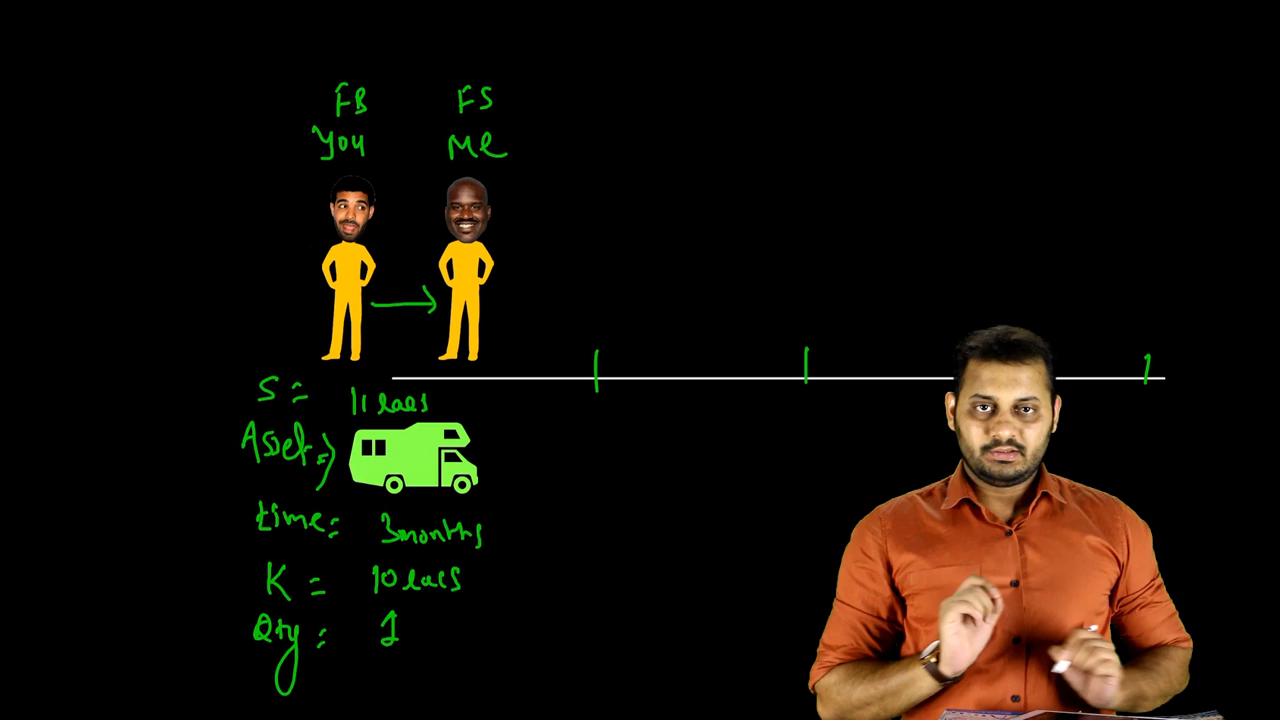 FB FS
You Me
S = 11 lacs
Asset =)
time = 3months
K = 10 lacs
Qty : 1